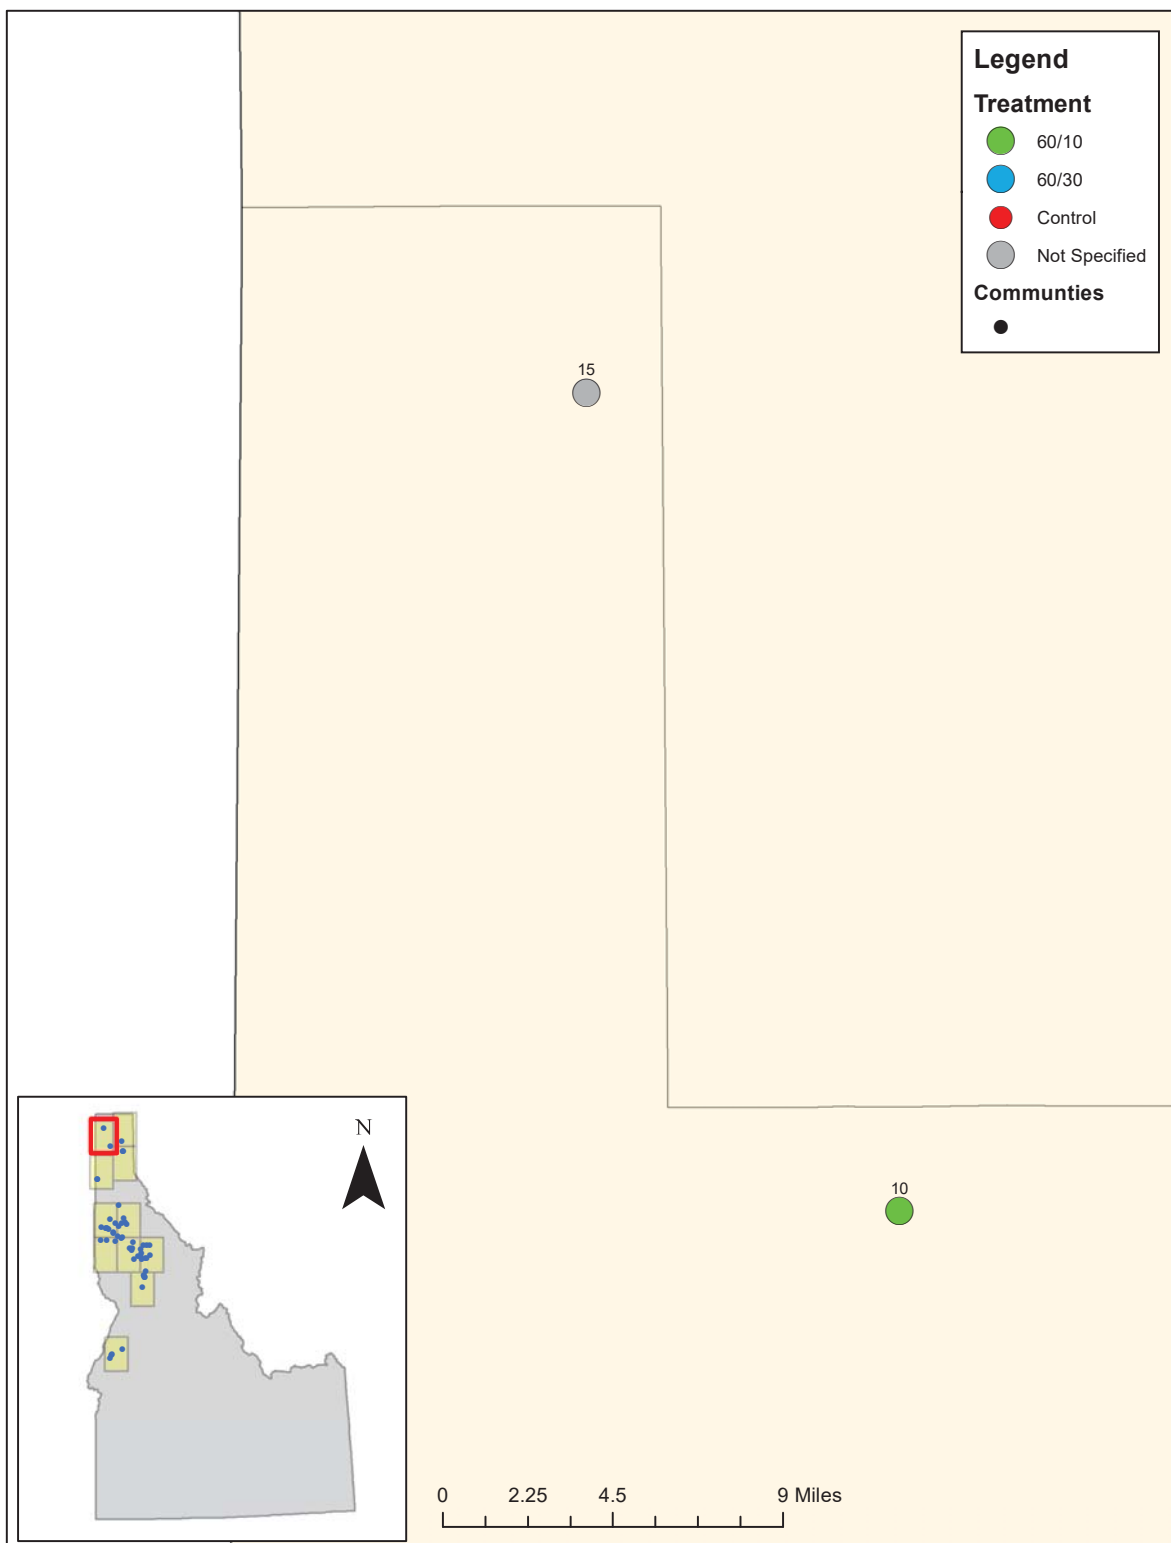 Legend
Treatment
60/10
60/30
Control
Not Specified
Communties
15
10
N
0 2.25 4.5 9 Miles